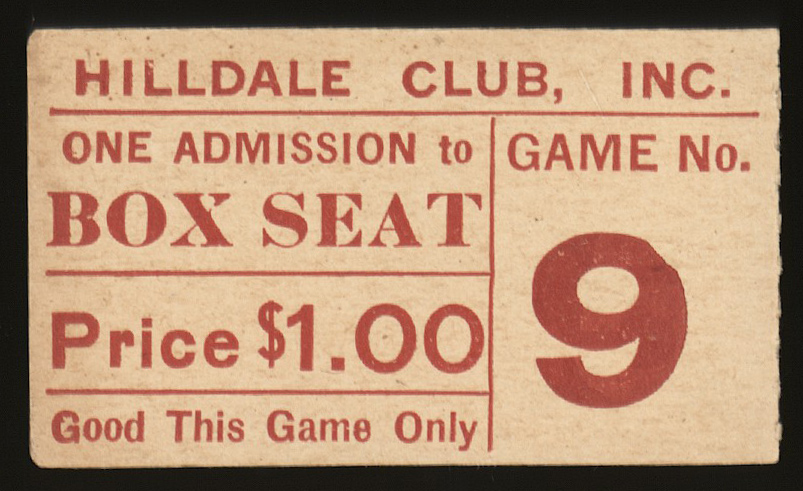 HILLDALE CLUB, INC.
ONE ADMISSION to
BOX SEAT
Price $1.00
Good This Game Only
GAME No.
9